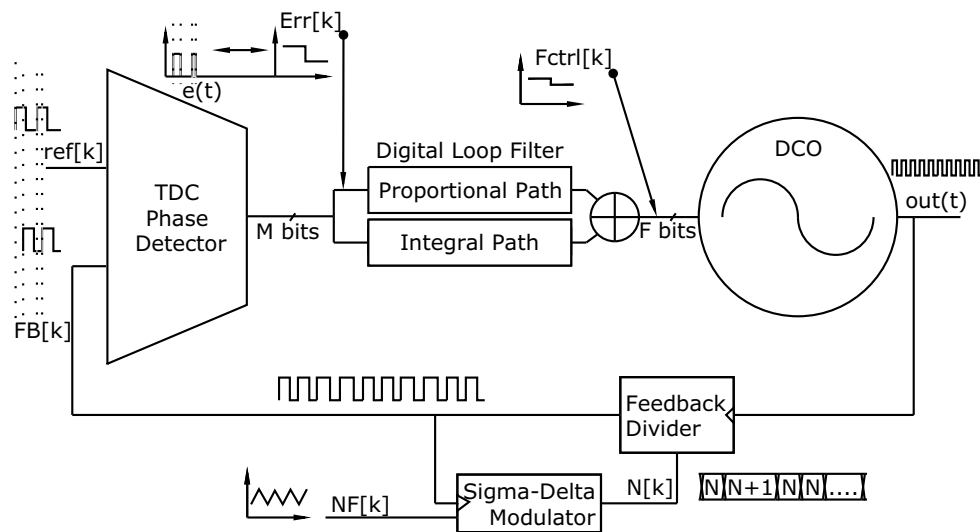 Err[k]
e(t)
Fctrl[k]
ref[k]
FB[k]
TDC
Phase
Detector
M bits
Digital Loop Filter
Proportional Path
Integral Path
F bits
DCO
out(t)
Feedback
Divider
NF[k]
Sigma-Delta
Modulator
N[k]
N N+1 N N ....